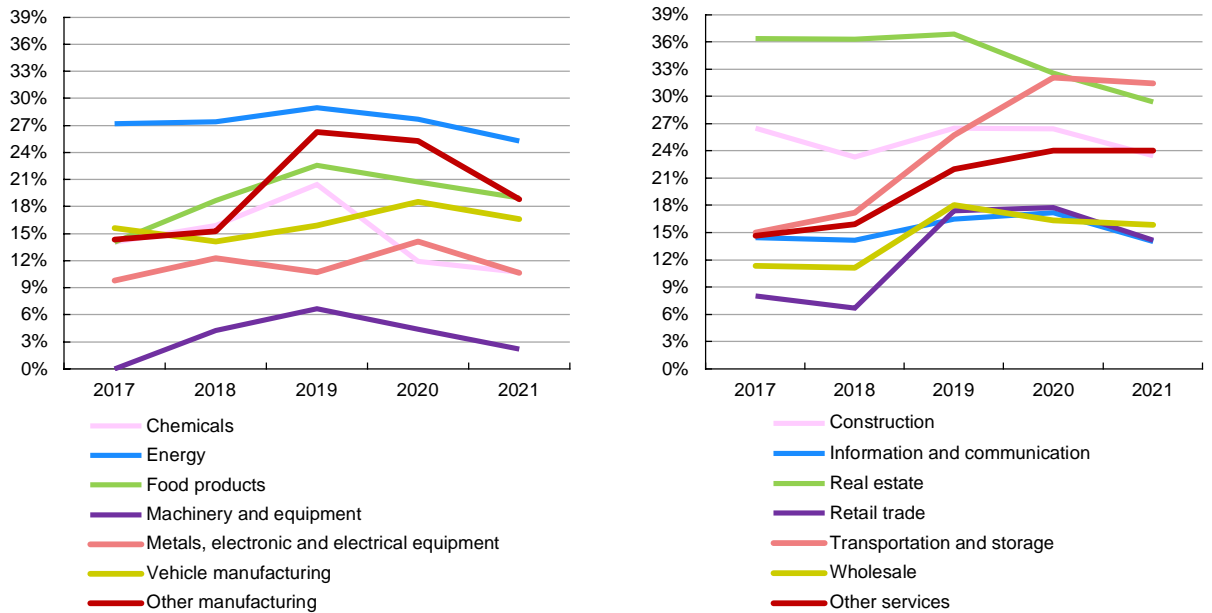 39%
36%
33%
30%
27%
24%
21%
18%
15%
12%
9%
6%
3%
0%
2017 2018 2019 2020 2021
Chemicals
Energy
Food products
Machinery and equipment
Metals, electronic and electrical equipment
Vehicle manufacturing
Other manufacturing
39%
36%
33%
30%
27%
24%
21%
18%
15%
12%
9%
6%
3%
0%
2017 2018 2019 2020 2021
Construction
Information and communication
Real estate
Retail trade
Transportation and storage
Wholesale
Other services